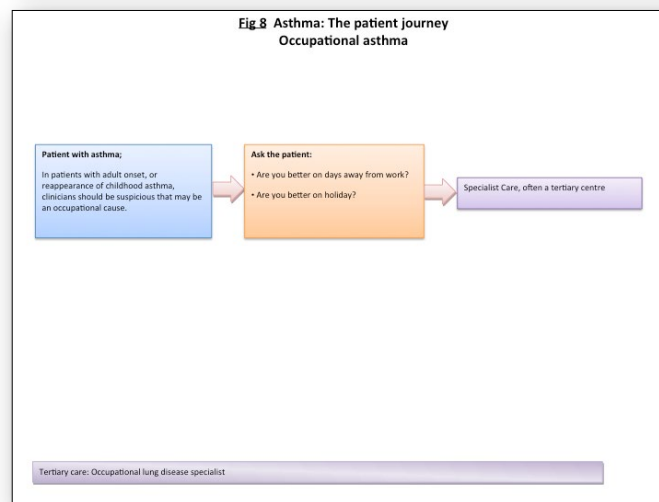 Fig 8 Asthma: The patient journey
Occupational asthma
Patient with asthma;
In patients with adult onset, or
reappearance of childhood asthma,
clinicians should be suspicious that may be
an occupational cause.
Ask the patient:
• Are you better on days away from work?
• Are you better on holiday?
Specialist Care, often a tertiary centre
Tertiary care: Occupational lung disease specialist